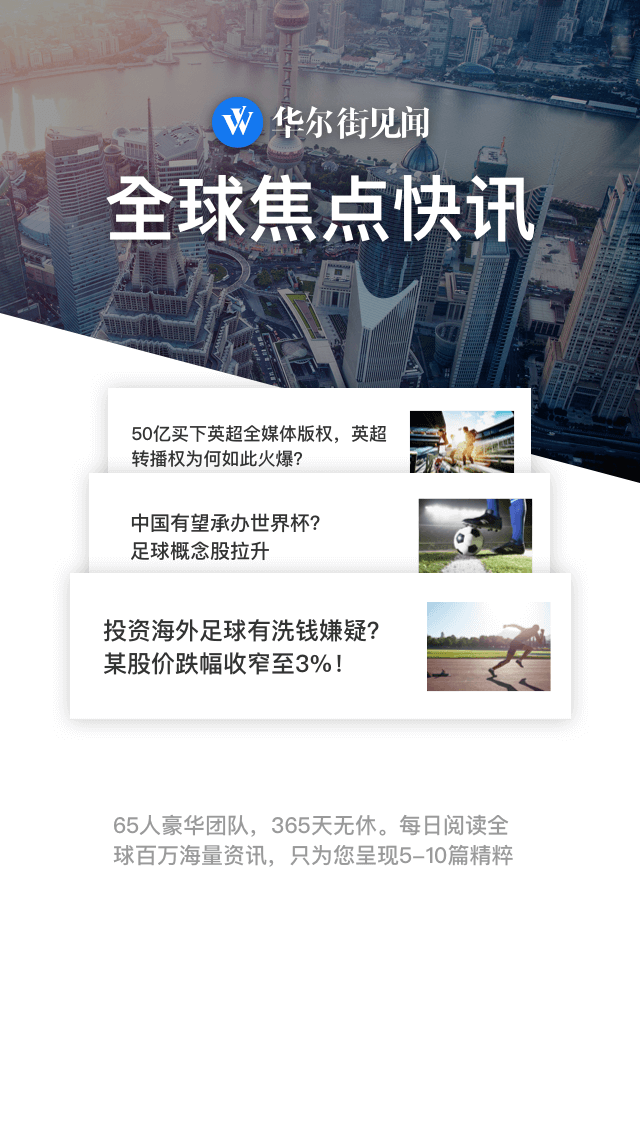 华尔街见闻
全球焦点快讯
50亿买下英超全媒体版权，英超
转播权为何如此火爆？
中国有望承办世界杯？
足球概念股拉升
投资海外足球有洗钱嫌疑？
某股价跌幅收窄至3%！
65人豪华团队，365天无休。每日阅读全
球百万海量资讯，只为您呈现5-10篇精粹